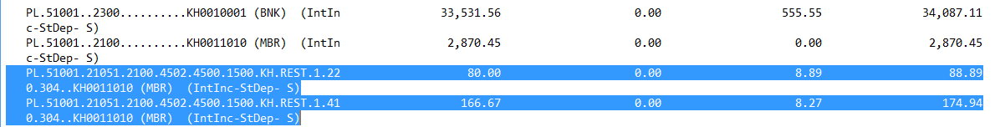 PL.51001..2300..........KH0010001 (BNK)  (IntIn 33,531.56 0.00 555.55 34,087.11
c-StDep- S)
PL.51001..2100..........KH0011010 (MBR)  (IntIn 2,870.45 0.00 0.00 2,870.45
c-StDep- S)
PL.51001.21051.2100.4502.4500.1500.KH.REST.1.22 80.00 0.00 8.89 88.89
0.304..KH0011010 (MBR)  (IntInc-StDep- S)
PL.51001.21051.2100.4502.4500.1500.KH.REST.1.41 166.67 0.00 8.27 174.94
0.304..KH0011010 (MBR)  (IntInc-StDep- S)